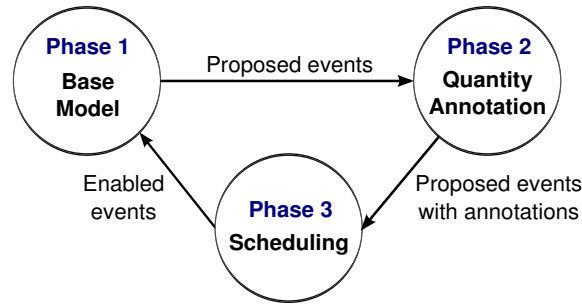 Phase 1
Base
Model
Proposed events
Phase 2
Quantity
Annotation
Enabled
events
Phase 3
Scheduling
Proposed events
with annotations